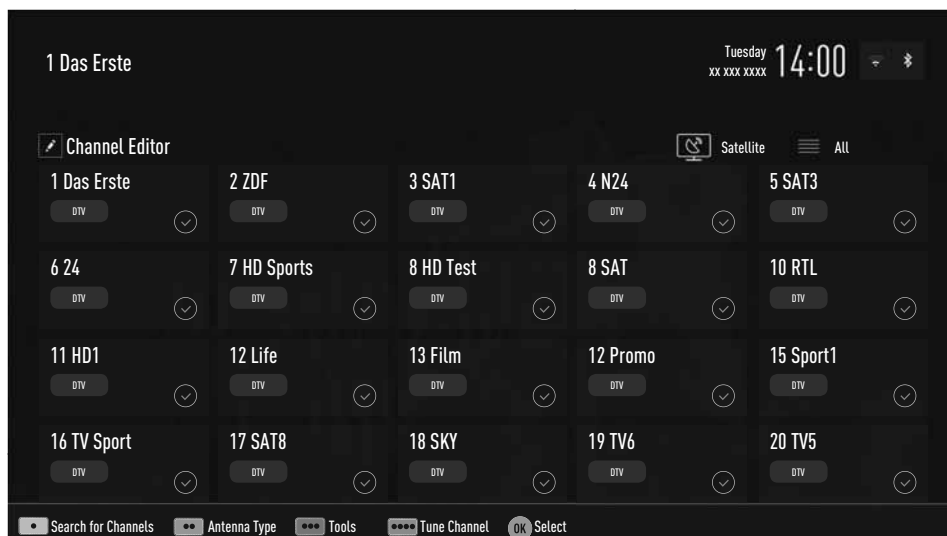 1 Das Erste
Tuesday
xx xxx xxxx
14:00
Channel Editor
Satellite
All
1 Das Erste 2 ZDF 3 SAT1 4 N24 5 SAT3
DTV DTV DTV DTV DTV
6 24 7 HD Sports 8 HD Test 8 SAT 10 RTL
DTV DTV DTV DTV DTV
11 HD1 12 Life 13 Film 12 Promo 15 Sport1
DTV DTV DTV DTV DTV
16 TV Sport 17 SAT8 18 SKY 19 TV6 20 TV5
DTV DTV DTV DTV DTV
Search for Channels Antenna Type Tools Tune Channel OK Select